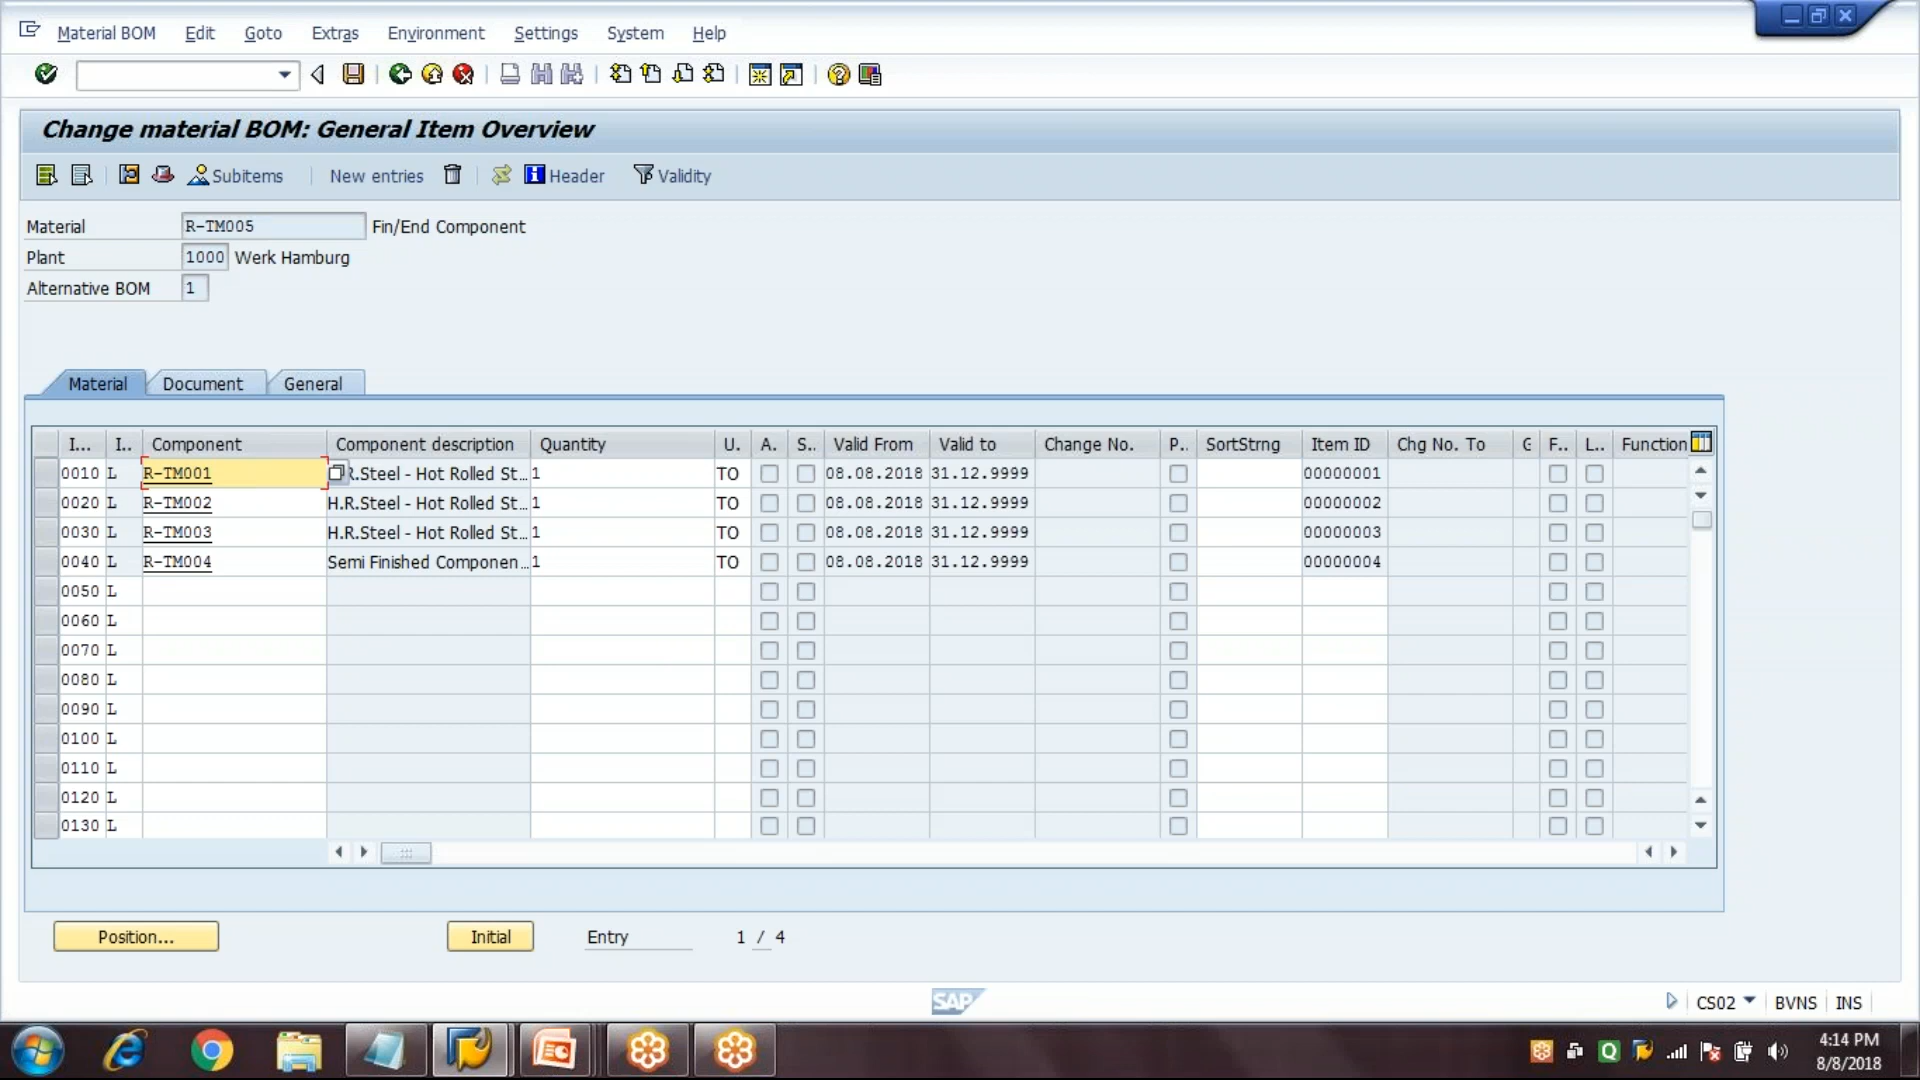 Material BOM Edit Goto Extras Environment Settings System Help
Change material BOM: General Item Overview
Subitems New entries Header Validity
Material R-TM005 Fin/End Component
Plant 1000 Werk Hamburg
Alternative BOM 1
Material Document General
I... I.. Component Component description Quantity U. A. S.. Valid From Valid to Change No. P.. SortStrng Item ID Chg No. To G F.. L.. Function
0010 L R-TM001 R.Steel - Hot Rolled St... 1 TO 08.08.2018 31.12.9999 00000001
0020 L R-TM002 H.R.Steel - Hot Rolled St... 1 TO 08.08.2018 31.12.9999 00000002
0030 L R-TM003 H.R.Steel - Hot Rolled St... 1 TO 08.08.2018 31.12.9999 00000003
0040 L R-TM004 Semi Finished Componen... 1 TO 08.08.2018 31.12.9999 00000004
0050 L
0060 L
0070 L
0080 L
0090 L
0100 L
0110 L
0120 L
0130 L
Position... Initial Entry 1 / 4
SAP
CS02 BVNS INS
4:14 PM
8/8/2018